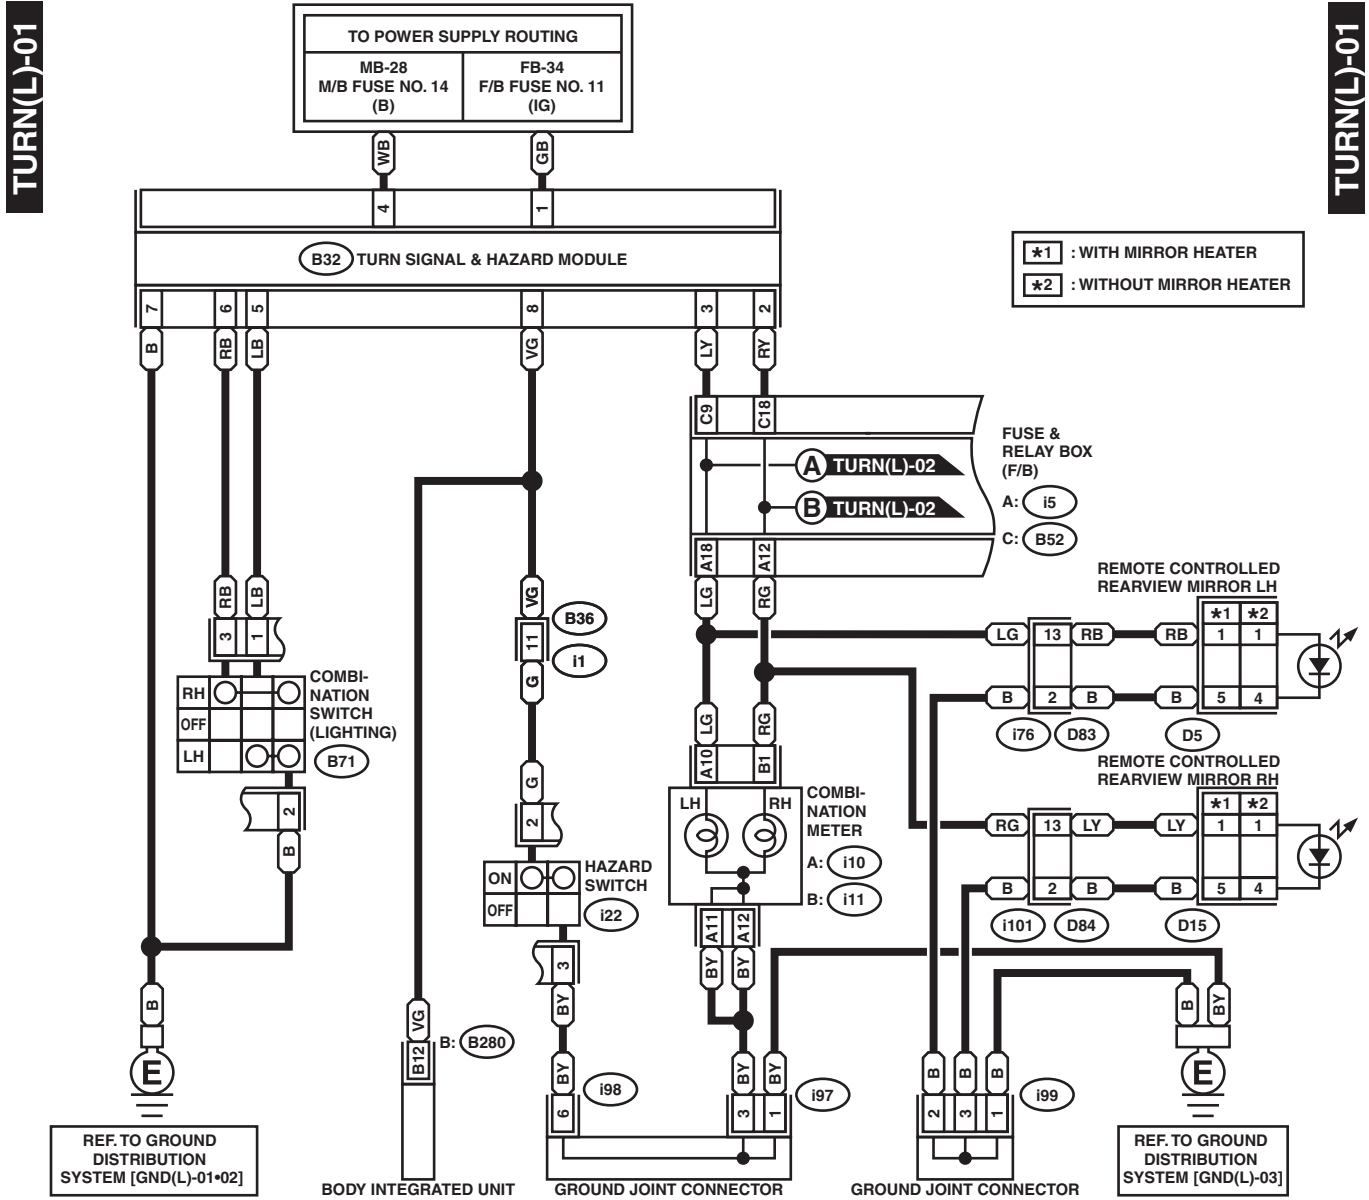 TURN(L)-01
TURN(L)-01
TO POWER SUPPLY ROUTING
MB-28
M/B FUSE NO. 14
(B)
FB-34
F/B FUSE NO. 11
(IG)
WB
GB
4
1
B32 TURN SIGNAL & HAZARD MODULE
*1 : WITH MIRROR HEATER
*2 : WITHOUT MIRROR HEATER
7
6
5
8
3
2
B
RB
LB
VG
LY
RY
C9
C18
A TURN(L)-02
B TURN(L)-02
FUSE &
RELAY BOX
(F/B)
A: i5
C: B52
A18
A12
LG
RG
RB
LB
3
1
VG
11
G
B36
i1
RH
OFF
LH
COMBI-
NATION
SWITCH
(LIGHTING)
B71
2
B
G
2
ON
OFF
HAZARD
SWITCH
i22
3
BY
LG
RG
A10
B1
LH
RH
COMBI-
NATION
METER
A: i10
B: i11
A11
A12
BY
BY
REMOTE CONTROLLED
REARVIEW MIRROR LH
*1
*2
LG
13
RB
RB
1
1
B
2
B
B
5
4
i76
D83
D5
REMOTE CONTROLLED
REARVIEW MIRROR RH
*1
*2
RG
13
LY
LY
1
1
B
2
B
B
5
4
i101
D84
D15
B
E
VG
B12
B: B280
BY
6
i98
BY
BY
3
1
i97
B
B
B
2
3
1
i99
B
BY
E
REF. TO GROUND
DISTRIBUTION
SYSTEM [GND(L)-01•02]
BODY INTEGRATED UNIT
GROUND JOINT CONNECTOR
GROUND JOINT CONNECTOR
REF. TO GROUND
DISTRIBUTION
SYSTEM [GND(L)-03]